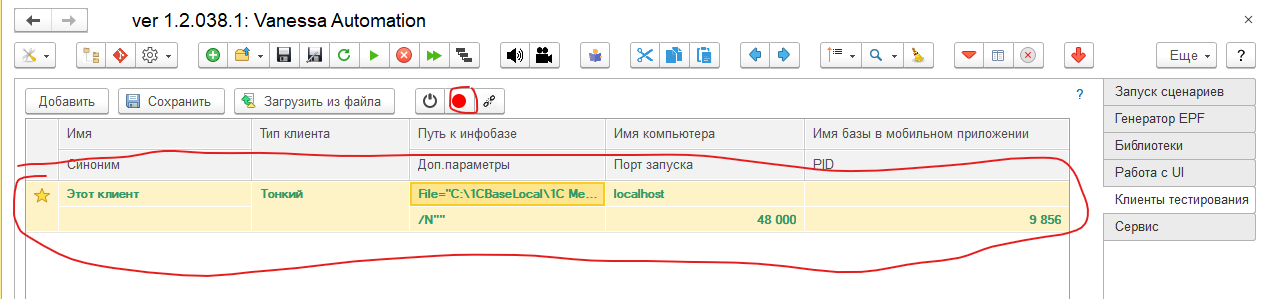 ver 1.2.038.1: Vanessa Automation
Еще ?
Добавить Сохранить Загрузить из файла ?
Имя Тип клиента Путь к инфобазе Имя компьютера Имя базы в мобильном приложении
Синоним Доп.параметры Порт запуска PID
Этот клиент Тонкий File="C:\1CBaseLocal\1C Me... localhost
/N"" 48 000 9 856
Запуск сценариев
Генератор EPF
Библиотеки
Работа с UI
Клиенты тестирования
Сервис